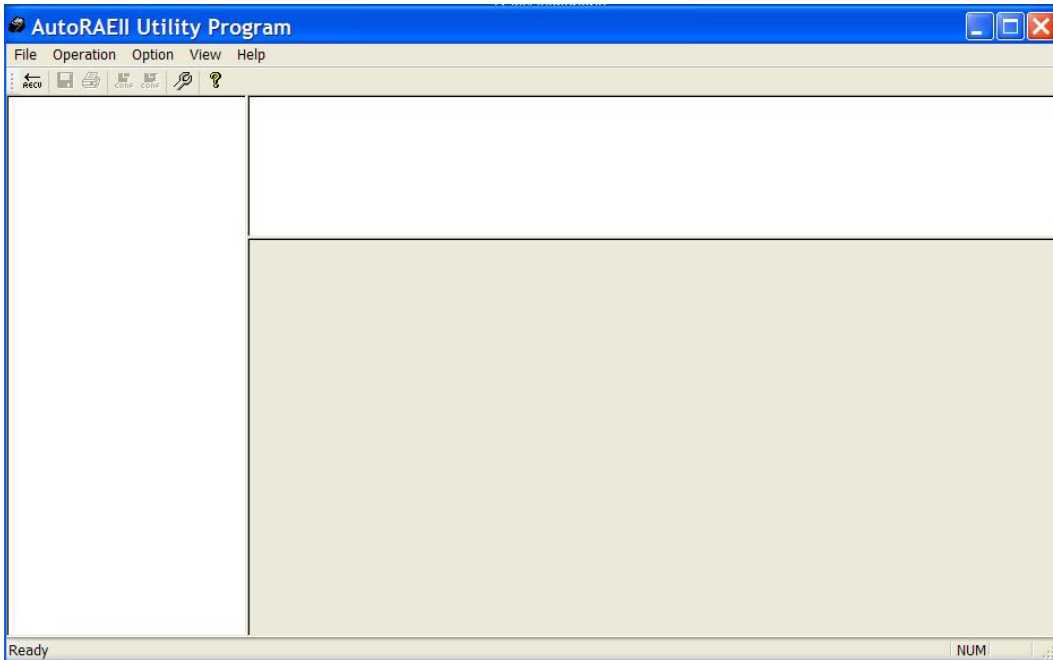 AutoRAEII Utility Program
File Operation Option View Help
RECV CONF CONF
Ready NUM